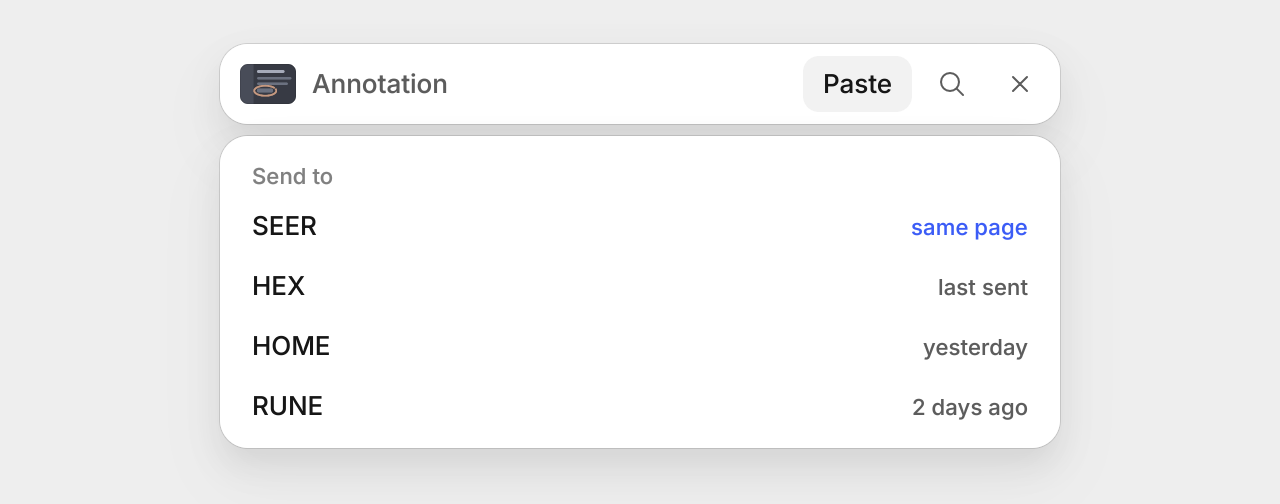 Annotation Paste
Send to
SEER same page
HEX last sent
HOME yesterday
RUNE 2 days ago